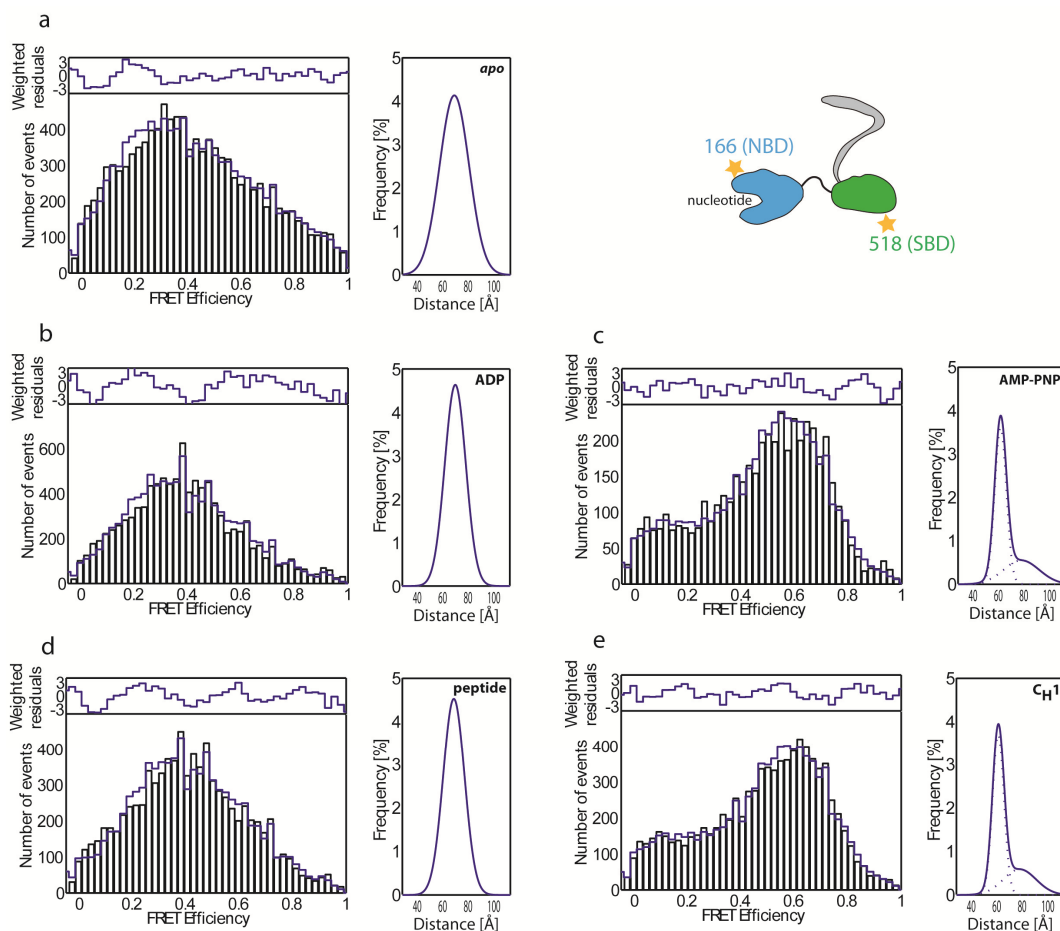 a
Weighted
residuals
3
0
-3
Number of events
400
300
200
100
0
0 0.2 0.4 0.6 0.8 1
FRET Efficiency
apo
Frequency [%]
5
4
3
2
1
0
40 60 80 100
Distance [Å]
166 (NBD)
nucleotide
518 (SBD)
b
Weighted
residuals
3
0
-3
Number of events
600
400
200
0
0 0.2 0.4 0.6 0.8 1
FRET Efficiency
ADP
Frequency [%]
5
4
3
2
1
0
40 60 80 100
Distance [Å]
c
Weighted
residuals
3
0
-3
Number of events
200
150
100
50
0
0 0.2 0.4 0.6 0.8 1
FRET Efficiency
AMP-PNP
Frequency [%]
5
4
3
2
1
0
40 60 80 100
Distance [Å]
d
Weighted
residuals
3
0
-3
Number of events
400
300
200
100
0
0 0.2 0.4 0.6 0.8 1
FRET Efficiency
peptide
Frequency [%]
5
4
3
2
1
0
40 60 80 100
Distance [Å]
e
Weighted
residuals
3
0
-3
Number of events
400
300
200
100
0
0 0.2 0.4 0.6 0.8 1
FRET Efficiency
CH1
Frequency [%]
5
4
3
2
1
0
40 60 80 100
Distance [Å]